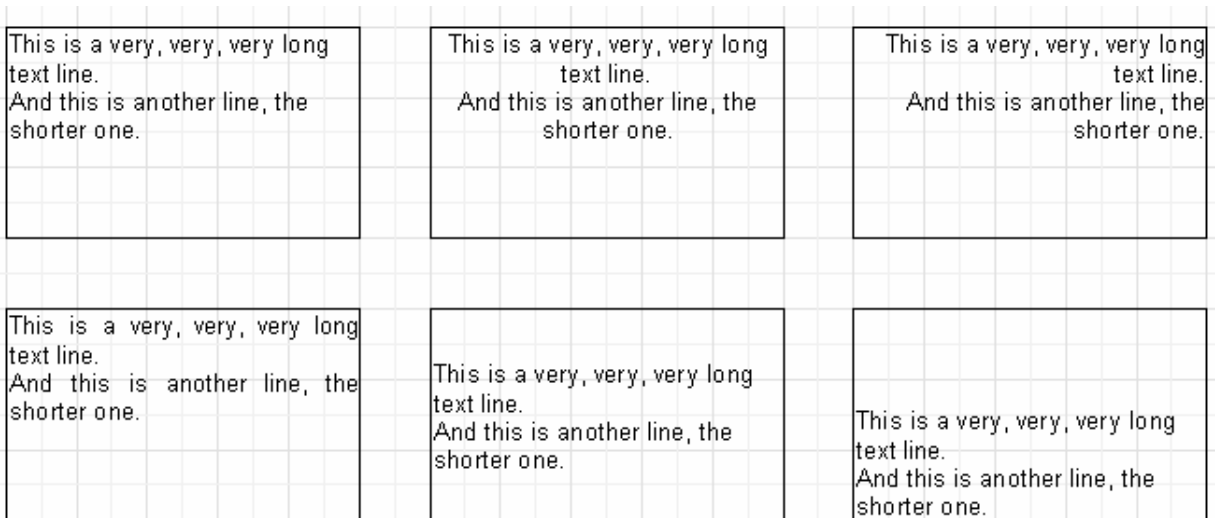 This is a very, very, very long
text line.
And this is another line, the
shorter one.
This is a very, very, very long
text line.
And this is another line, the
shorter one.
This is a very, very, very long
text line.
And this is another line, the
shorter one.
This is a very, very, very long
text line.
And this is another line, the
shorter one.
This is a very, very, very long
text line.
And this is another line, the
shorter one.
This is a very, very, very long
text line.
And this is another line, the
shorter one.